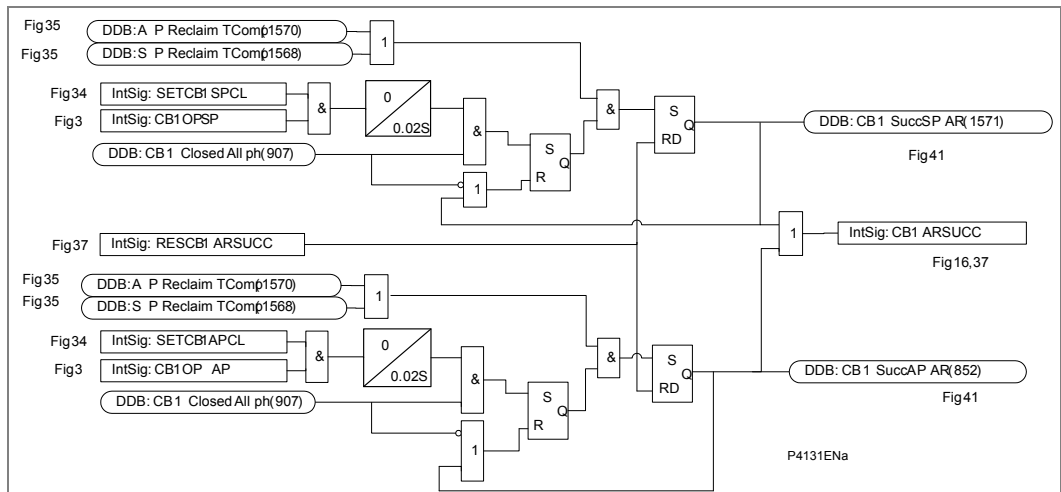 Fig35
DDB:A P Reclaim TComp(1570)
1
Fig35
DDB:S P Reclaim TComp(1568)
Fig34
IntSig: SETCB1SPCL
&
0
0.02S
&
&
S
Q
RD
DDB: CB1 SuccSP AR(1571)
Fig3
IntSig: CB1OPSP
S
Q
R
Fig41
DDB: CB1 Closed All ph(907)
1
Fig37
IntSig: RESCB1 ARSUCC
1
IntSig: CB1 ARSUCC
Fig16,37
Fig35
DDB:A P Reclaim TComp(1570)
1
Fig35
DDB:S P Reclaim TComp(1568)
Fig34
IntSig: SETCB1APCL
&
0
0.02S
&
&
S
Q
RD
DDB: CB1 SuccAP AR(852)
Fig3
IntSig: CB1OP AP
S
Q
R
Fig41
DDB: CB1 Closed All ph(907)
1
P4131ENa